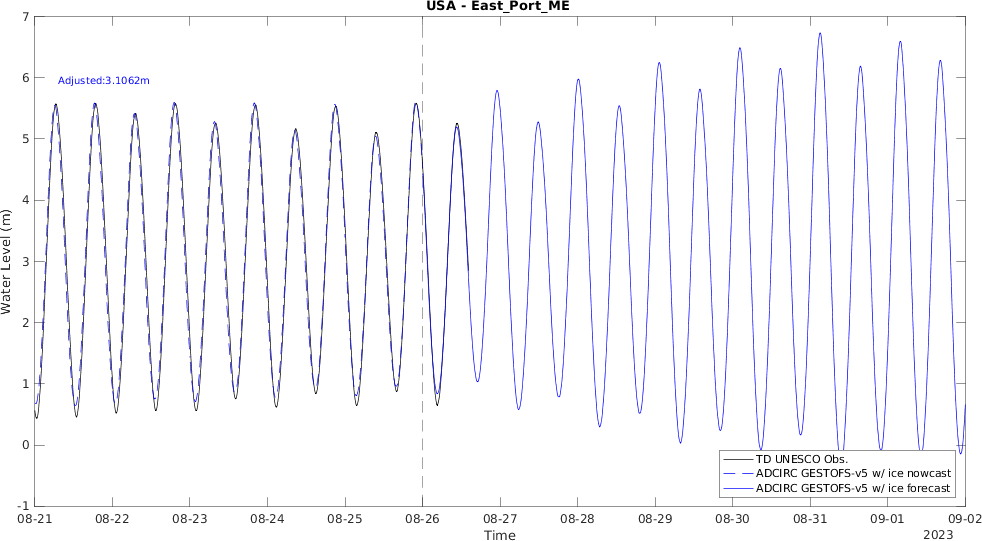 USA - East_Port_ME
7
6
5
4
3
2
1
0
-1
Water Level (m)
Adjusted:3.1062m
TD UNESCO Obs.
ADCIRC GESTOFS-v5 w/ ice nowcast
ADCIRC GESTOFS-v5 w/ ice forecast
08-21 08-22 08-23 08-24 08-25 08-26 08-27 08-28 08-29 08-30 08-31 09-01 09-02
Time
2023